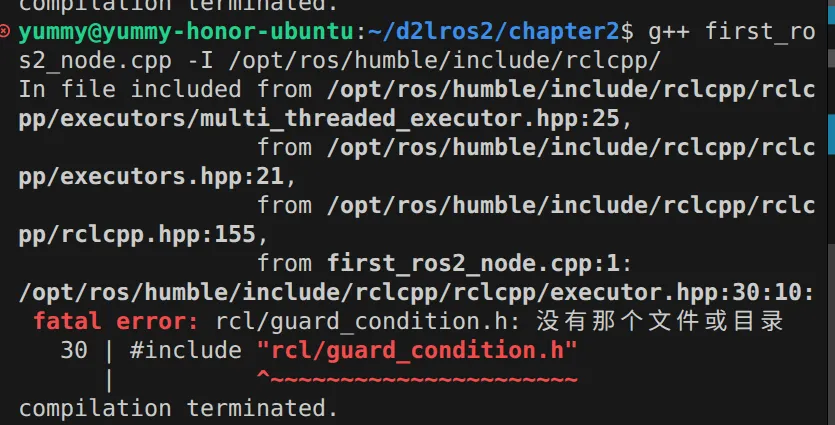 compilation terminated.
yummy@yummy-honor-ubuntu:~/d2lros2/chapter2$ g++ first_ro
s2_node.cpp -I /opt/ros/humble/include/rclcpp/
In file included from /opt/ros/humble/include/rclcpp/rclc
pp/executors/multi_threaded_executor.hpp:25,
from /opt/ros/humble/include/rclcpp/rclc
pp/executors.hpp:21,
from /opt/ros/humble/include/rclcpp/rclc
pp/rclcpp.hpp:155,
from first_ros2_node.cpp:1:
/opt/ros/humble/include/rclcpp/rclcpp/executor.hpp:30:10:
fatal error: rcl/guard_condition.h: 没有那个文件或目录
30 | #include "rcl/guard_condition.h"
| ^~~~~~~~~~~~~~~~~~~~~~~
compilation terminated.